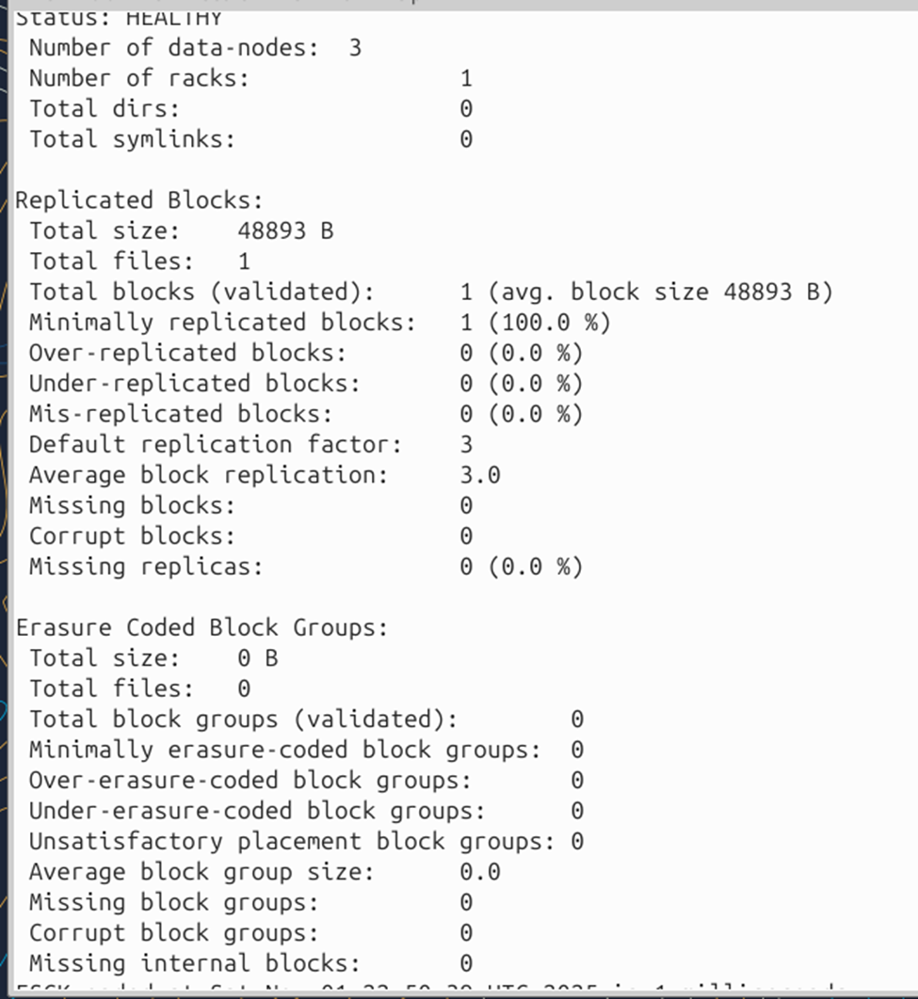 Status: HEALTHY
Number of data-nodes: 3
Number of racks: 1
Total dirs: 0
Total symlinks: 0
Replicated Blocks:
Total size: 48893 B
Total files: 1
Total blocks (validated): 1 (avg. block size 48893 B)
Minimally replicated blocks: 1 (100.0 %)
Over-replicated blocks: 0 (0.0 %)
Under-replicated blocks: 0 (0.0 %)
Mis-replicated blocks: 0 (0.0 %)
Default replication factor: 3
Average block replication: 3.0
Missing blocks: 0
Corrupt blocks: 0
Missing replicas: 0 (0.0 %)
Erasure Coded Block Groups:
Total size: 0 B
Total files: 0
Total block groups (validated): 0
Minimally erasure-coded block groups: 0
Over-erasure-coded block groups: 0
Under-erasure-coded block groups: 0
Unsatisfactory placement block groups: 0
Average block group size: 0.0
Missing block groups: 0
Corrupt block groups: 0
Missing internal blocks: 0